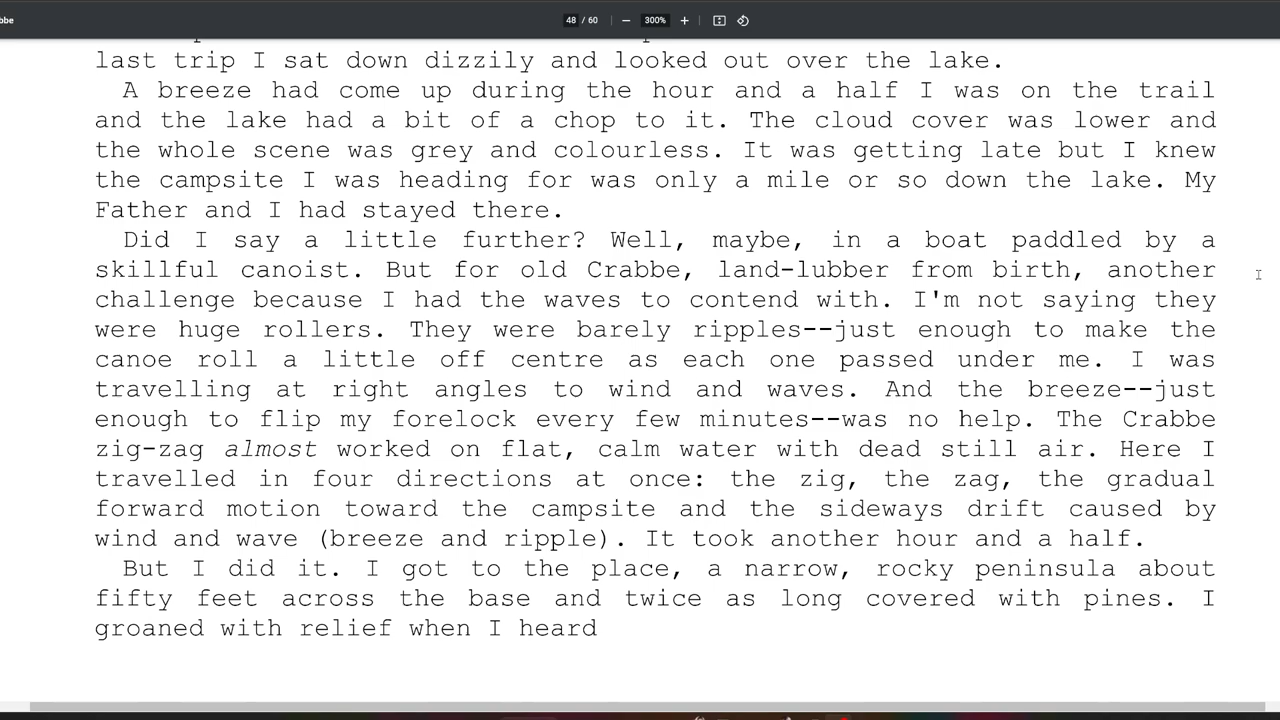 bbe
48 / 60
300%
last trip I sat down dizzily and looked out over the lake.
A breeze had come up during the hour and a half I was on the trail
and the lake had a bit of a chop to it. The cloud cover was lower and
the whole scene was grey and colourless. It was getting late but I knew
the campsite I was heading for was only a mile or so down the lake. My
Father and I had stayed there.
Did I say a little further? Well, maybe, in a boat paddled by a
skillful canoist. But for old Crabbe, land-lubber from birth, another
challenge because I had the waves to contend with. I'm not saying they
were huge rollers. They were barely ripples--just enough to make the
canoe roll a little off centre as each one passed under me. I was
travelling at right angles to wind and waves. And the breeze--just
enough to flip my forelock every few minutes--was no help. The Crabbe
zig-zag almost worked on flat, calm water with dead still air. Here I
travelled in four directions at once: the zig, the zag, the gradual
forward motion toward the campsite and the sideways drift caused by
wind and wave (breeze and ripple). It took another hour and a half.
But I did it. I got to the place, a narrow, rocky peninsula about
fifty feet across the base and twice as long covered with pines. I
groaned with relief when I heard